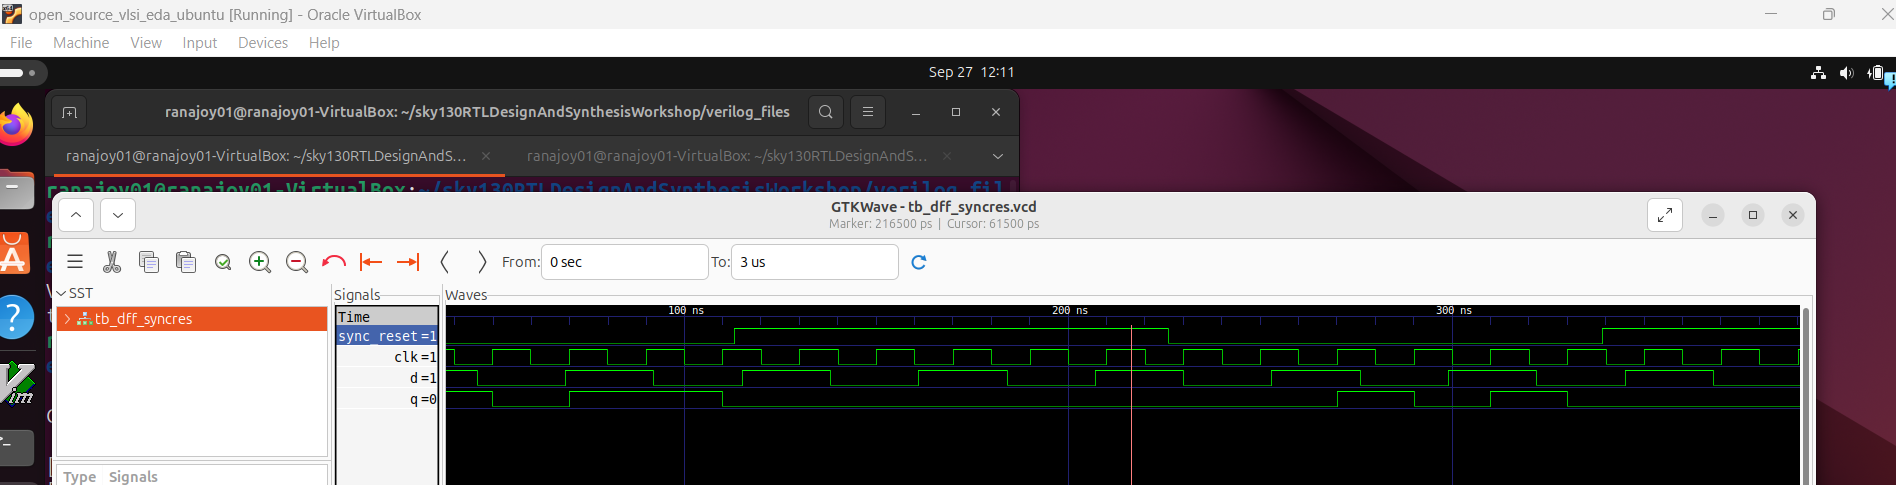 open_source_vlsi_eda_ubuntu [Running] - Oracle VirtualBox
File Machine View Input Devices Help
Sep 27 12:11
ranajoy01@ranajoy01-VirtualBox: ~/sky130RTLDesignAndSynthesisWorkshop/verilog_files
ranajoy01@ranajoy01-VirtualBox: ~/sky130RTLDesignAndS...
ranajoy01@ranajoy01-VirtualBox: ~/sky130RTLDesignAndS...
ranajoy01@ranajoy01-VirtualBox:~/sky130RTLDesignAndSynthesisWorkshop/verilog_fil
GTKWave - tb_dff_syncres.vcd
Marker: 216500 ps | Cursor: 61500 ps
From: 0 sec To: 3 us
SST
tb_dff_syncres
Type Signals
Signals
Time
sync_reset=1
clk=1
d=1
q=0
Waves
100 ns 200 ns 300 ns